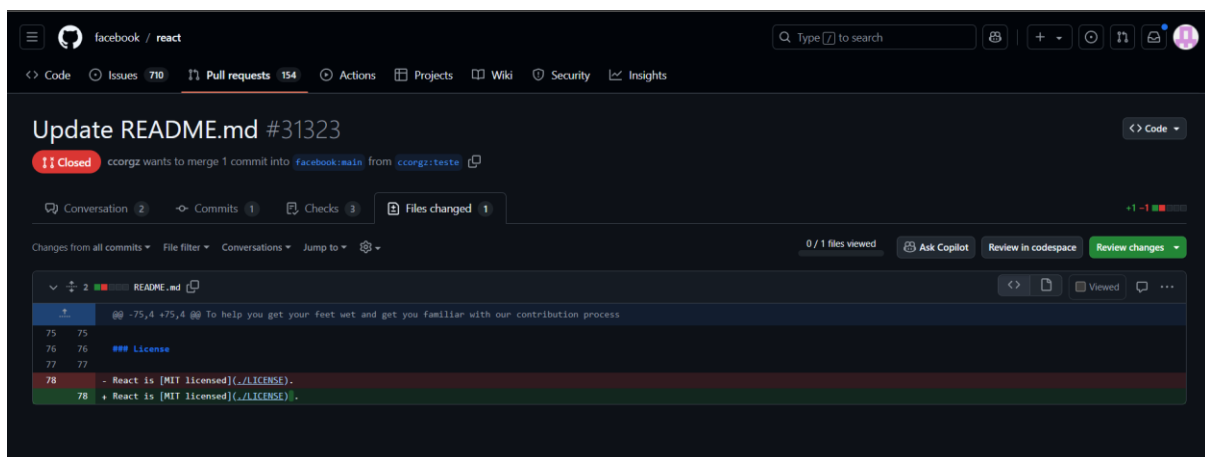 facebook / react
Type / to search
Code Issues 710 Pull requests 154 Actions Projects Wiki Security Insights
Update README.md #31323
<> Code
Closed ccorgz wants to merge 1 commit into facebook:main from ccorgz:teste
Conversation 2 Commits 1 Checks 3 Files changed 1
+1 −1
Changes from all commits File filter Conversations Jump to
0 / 1 files viewed Ask Copilot Review in codespace Review changes
2 README.md Viewed
@@ -75,4 +75,4 @@ To help you get your feet wet and get you familiar with our contribution process
75 75
76 76 ### License
77 77
78 - React is [MIT licensed](./LICENSE).
78 + React is [MIT licensed](./LICENSE) .